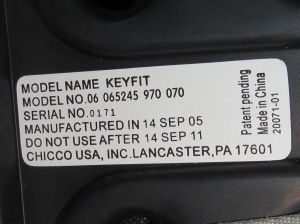 MODEL NAME KEYFIT
MODEL NO.06 065245 970 070
SERIAL NO.0171
MANUFACTURED IN 14 SEP 05
DO NOT USE AFTER 14 SEP 11
CHICCO USA, INC.LANCASTER,PA 17601
Patent pending
Made in China
20071-01